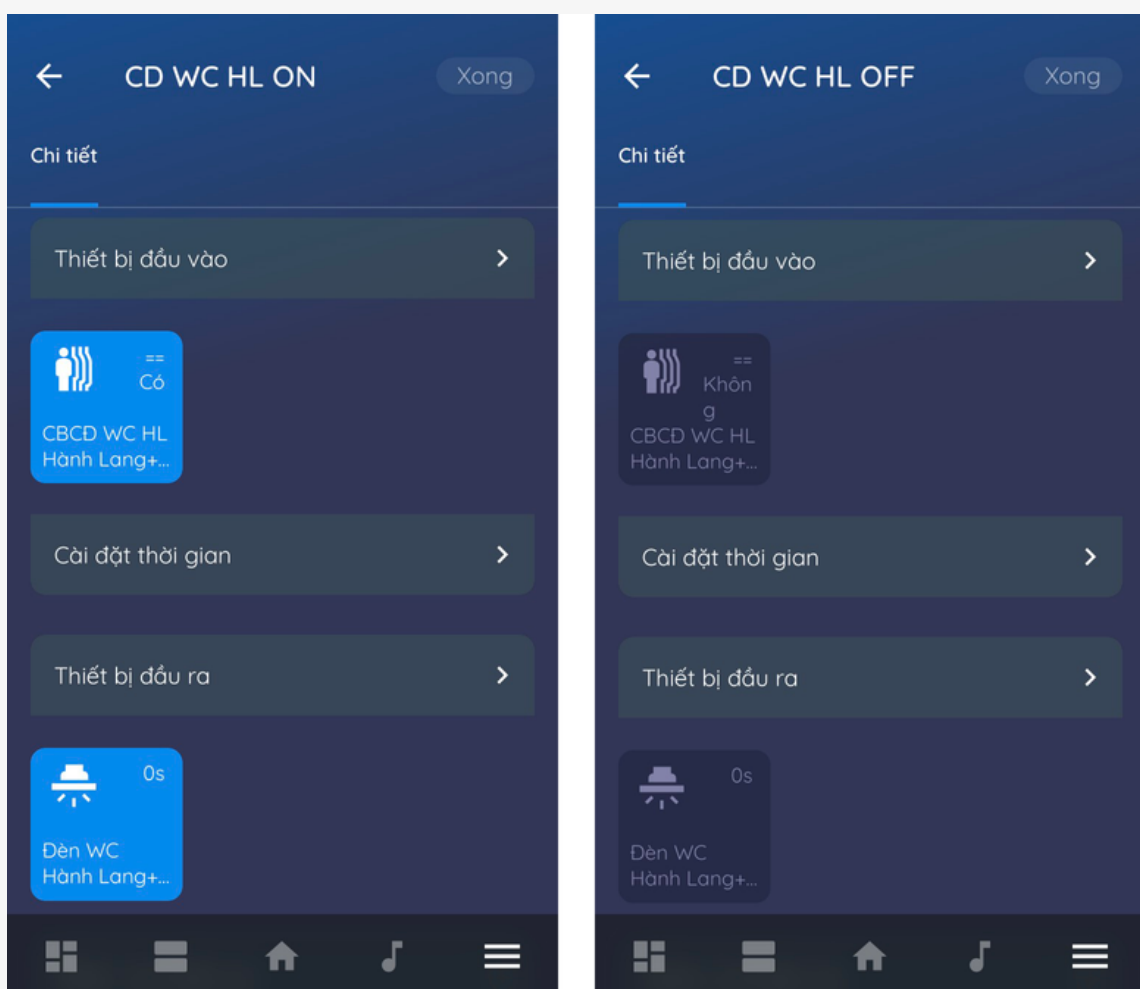 CD WC HL ON
Xong
Chi tiết
Thiết bị đầu vào
==
Có
CBCĐ WC HL
Hành Lang+...
Cài đặt thời gian
Thiết bị đầu ra
0s
Đèn WC
Hành Lang+...
CD WC HL OFF
Xong
Chi tiết
Thiết bị đầu vào
==
Khôn
g
CBCĐ WC HL
Hành Lang+...
Cài đặt thời gian
Thiết bị đầu ra
0s
Đèn WC
Hành Lang+...